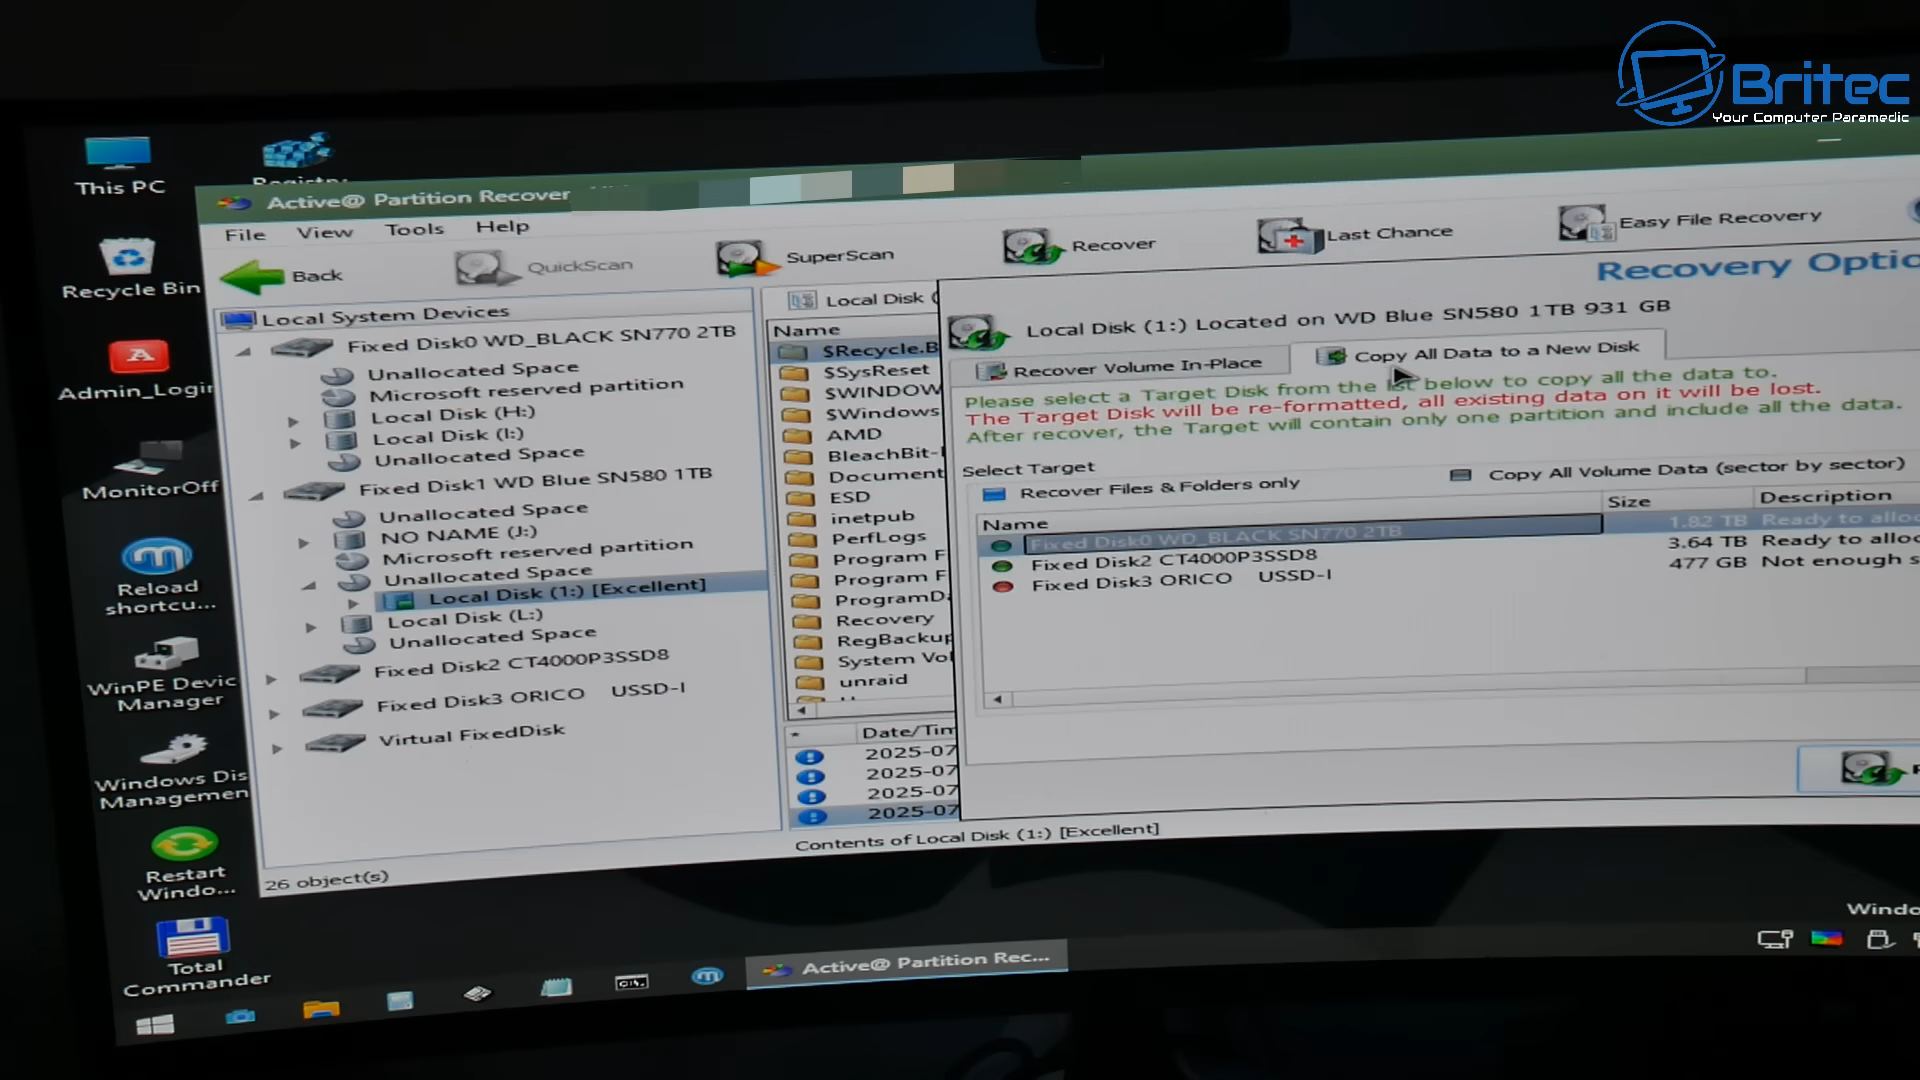 Britec
Your Computer Paramedic
This PC
Recycle Bin
MonitorOff
Reload
shortcu...
WinPE Devic
Manager
Windows Dis
Managemen
Restart
Windo...
Total
Commander
Active@ Partition Recover
File View Tools Help
Back
QuickScan
SuperScan
Recover
Last Chance
Easy File Recovery
Local System Devices
Fixed Disk0 WD_BLACK SN770 2TB
Unallocated Space
Microsoft reserved partition
Local Disk (H:)
Local Disk (I:)
Unallocated Space
Fixed Disk1 WD Blue SN580 1TB
Unallocated Space
NO NAME (J:)
Microsoft reserved partition
Unallocated Space
Local Disk (1:) [Excellent]
Local Disk (L:)
Unallocated Space
Fixed Disk2 CT4000P3SSD8
Fixed Disk3 ORICO USSD-I
Virtual FixedDisk
26 object(s)
Local Disk (
Name
$Recycle.B
$SysReset
$WINDOW
$Windows
AMD
BleachBit-
Document
ESD
inetpub
PerfLogs
Program F
Program F
ProgramDa
Recovery
RegBackup
System Vol
unraid
* Date/Tim
2025-07
2025-07
2025-07
2025-07
Contents of Local Disk (1:) [Excellent]
Recovery Optio
Local Disk (1:) Located on WD Blue SN580 1TB 931 GB
Recover Volume In-Place
Copy All Data to a New Disk
Please select a Target Disk from the list below to copy all the data to.
The Target Disk will be re-formatted, all existing data on it will be lost.
After recover, the Target will contain only one partition and include all the data.
Select Target
Recover Files & Folders only
Copy All Volume Data (sector by sector)
Name Size Description
Fixed Disk0 WD_BLACK SN770 2TB 1.82 TB Ready to alloc
Fixed Disk2 CT4000P3SSD8 3.64 TB Ready to alloc
Fixed Disk3 ORICO USSD-I 477 GB Not enough s
Windo
Active@ Partition Rec...